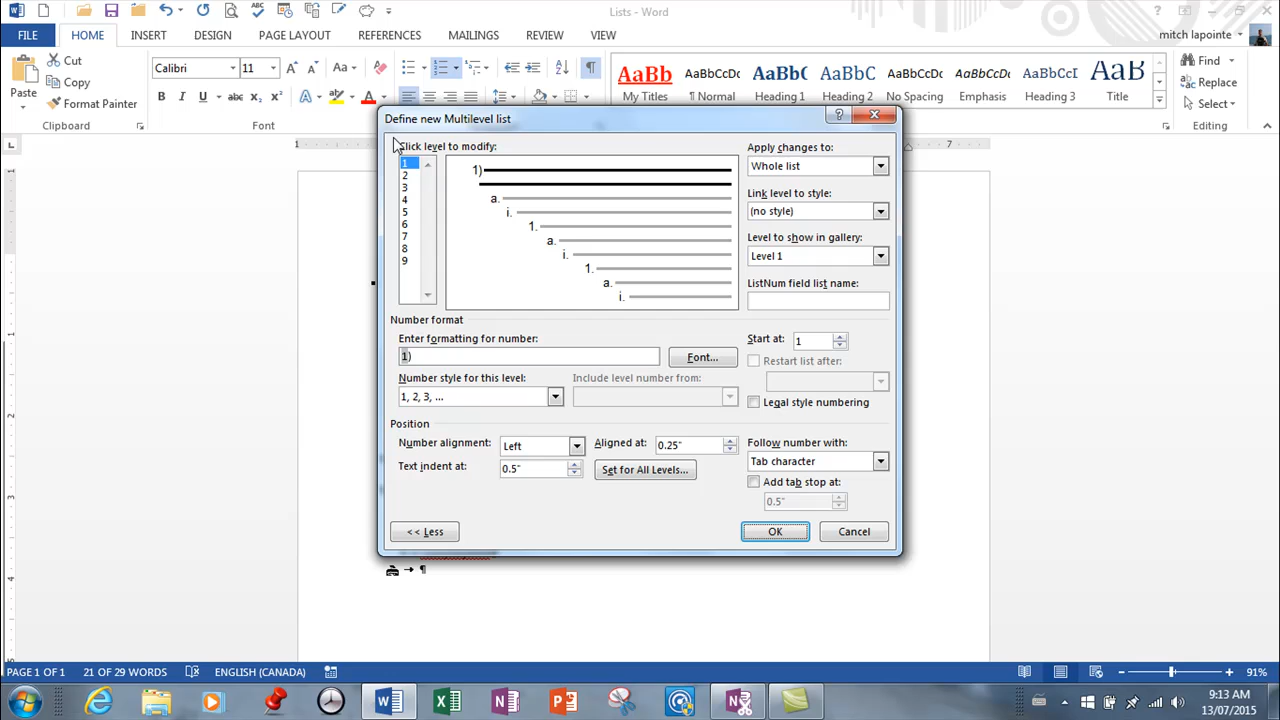 Lists - Word
FILE HOME INSERT DESIGN PAGE LAYOUT REFERENCES MAILINGS REVIEW VIEW mitch lapointe
Paste
Cut
Copy
Format Painter
Clipboard
Calibri 11
Font
AaBb My Titles
AaBbCcDc ¶ Normal
AaBbC Heading 1
AaBbC Heading 2
AaBbCcDc No Spacing
AaBbCcDc Emphasis
AaBbCcI Heading 3
AaB Title
Find
Replace
Select
Editing
Define new Multilevel list
Click level to modify:
1
2
3
4
5
6
7
8
9
1)
a.
i.
1.
a.
i.
1.
a.
i.
Apply changes to:
Whole list
Link level to style:
(no style)
Level to show in gallery:
Level 1
ListNum field list name:
Number format
Enter formatting for number:
1)
Font...
Start at: 1
Restart list after:
Number style for this level:
1, 2, 3, ...
Include level number from:
Legal style numbering
Position
Number alignment: Left
Aligned at: 0.25"
Text indent at: 0.5"
Set for All Levels...
Follow number with:
Tab character
Add tab stop at:
0.5"
<< Less
OK
Cancel
PAGE 1 OF 1 21 OF 29 WORDS ENGLISH (CANADA) 91%
9:13 AM
13/07/2015